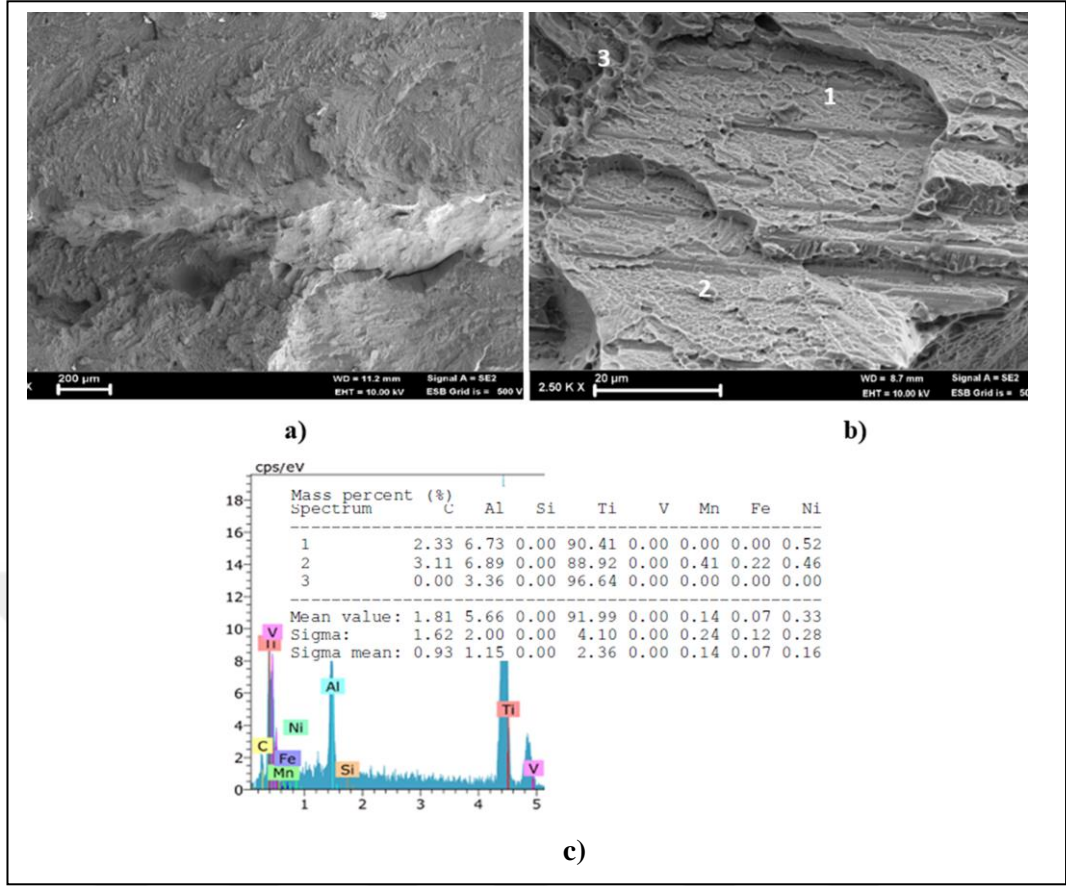 3
1
2
X
200 µm
WD = 11.2 mm
Signal A = SE2
EHT = 10.00 kV
ESB Grid is = 500 V
2.50 K X
20 µm
WD = 8.7 mm
Signal A = SE2
EHT = 10.00 kV
ESB Grid is = 50
a)
b)
cps/eV
Mass percent (%)
Spectrum C Al Si Ti V Mn Fe Ni
1 2.33 6.73 0.00 90.41 0.00 0.00 0.00 0.52
2 3.11 6.89 0.00 88.92 0.00 0.41 0.22 0.46
3 0.00 3.36 0.00 96.64 0.00 0.00 0.00 0.00
Mean value: 1.81 5.66 0.00 91.99 0.00 0.14 0.07 0.33
Sigma: 1.62 2.00 0.00 4.10 0.00 0.24 0.12 0.28
Sigma mean: 0.93 1.15 0.00 2.36 0.00 0.14 0.07 0.16
18
16
14
12
10
8
6
4
2
0
V
Al
Ni
C
Fe
Mn
Si
Ti
V
1 2 3 4 5
c)